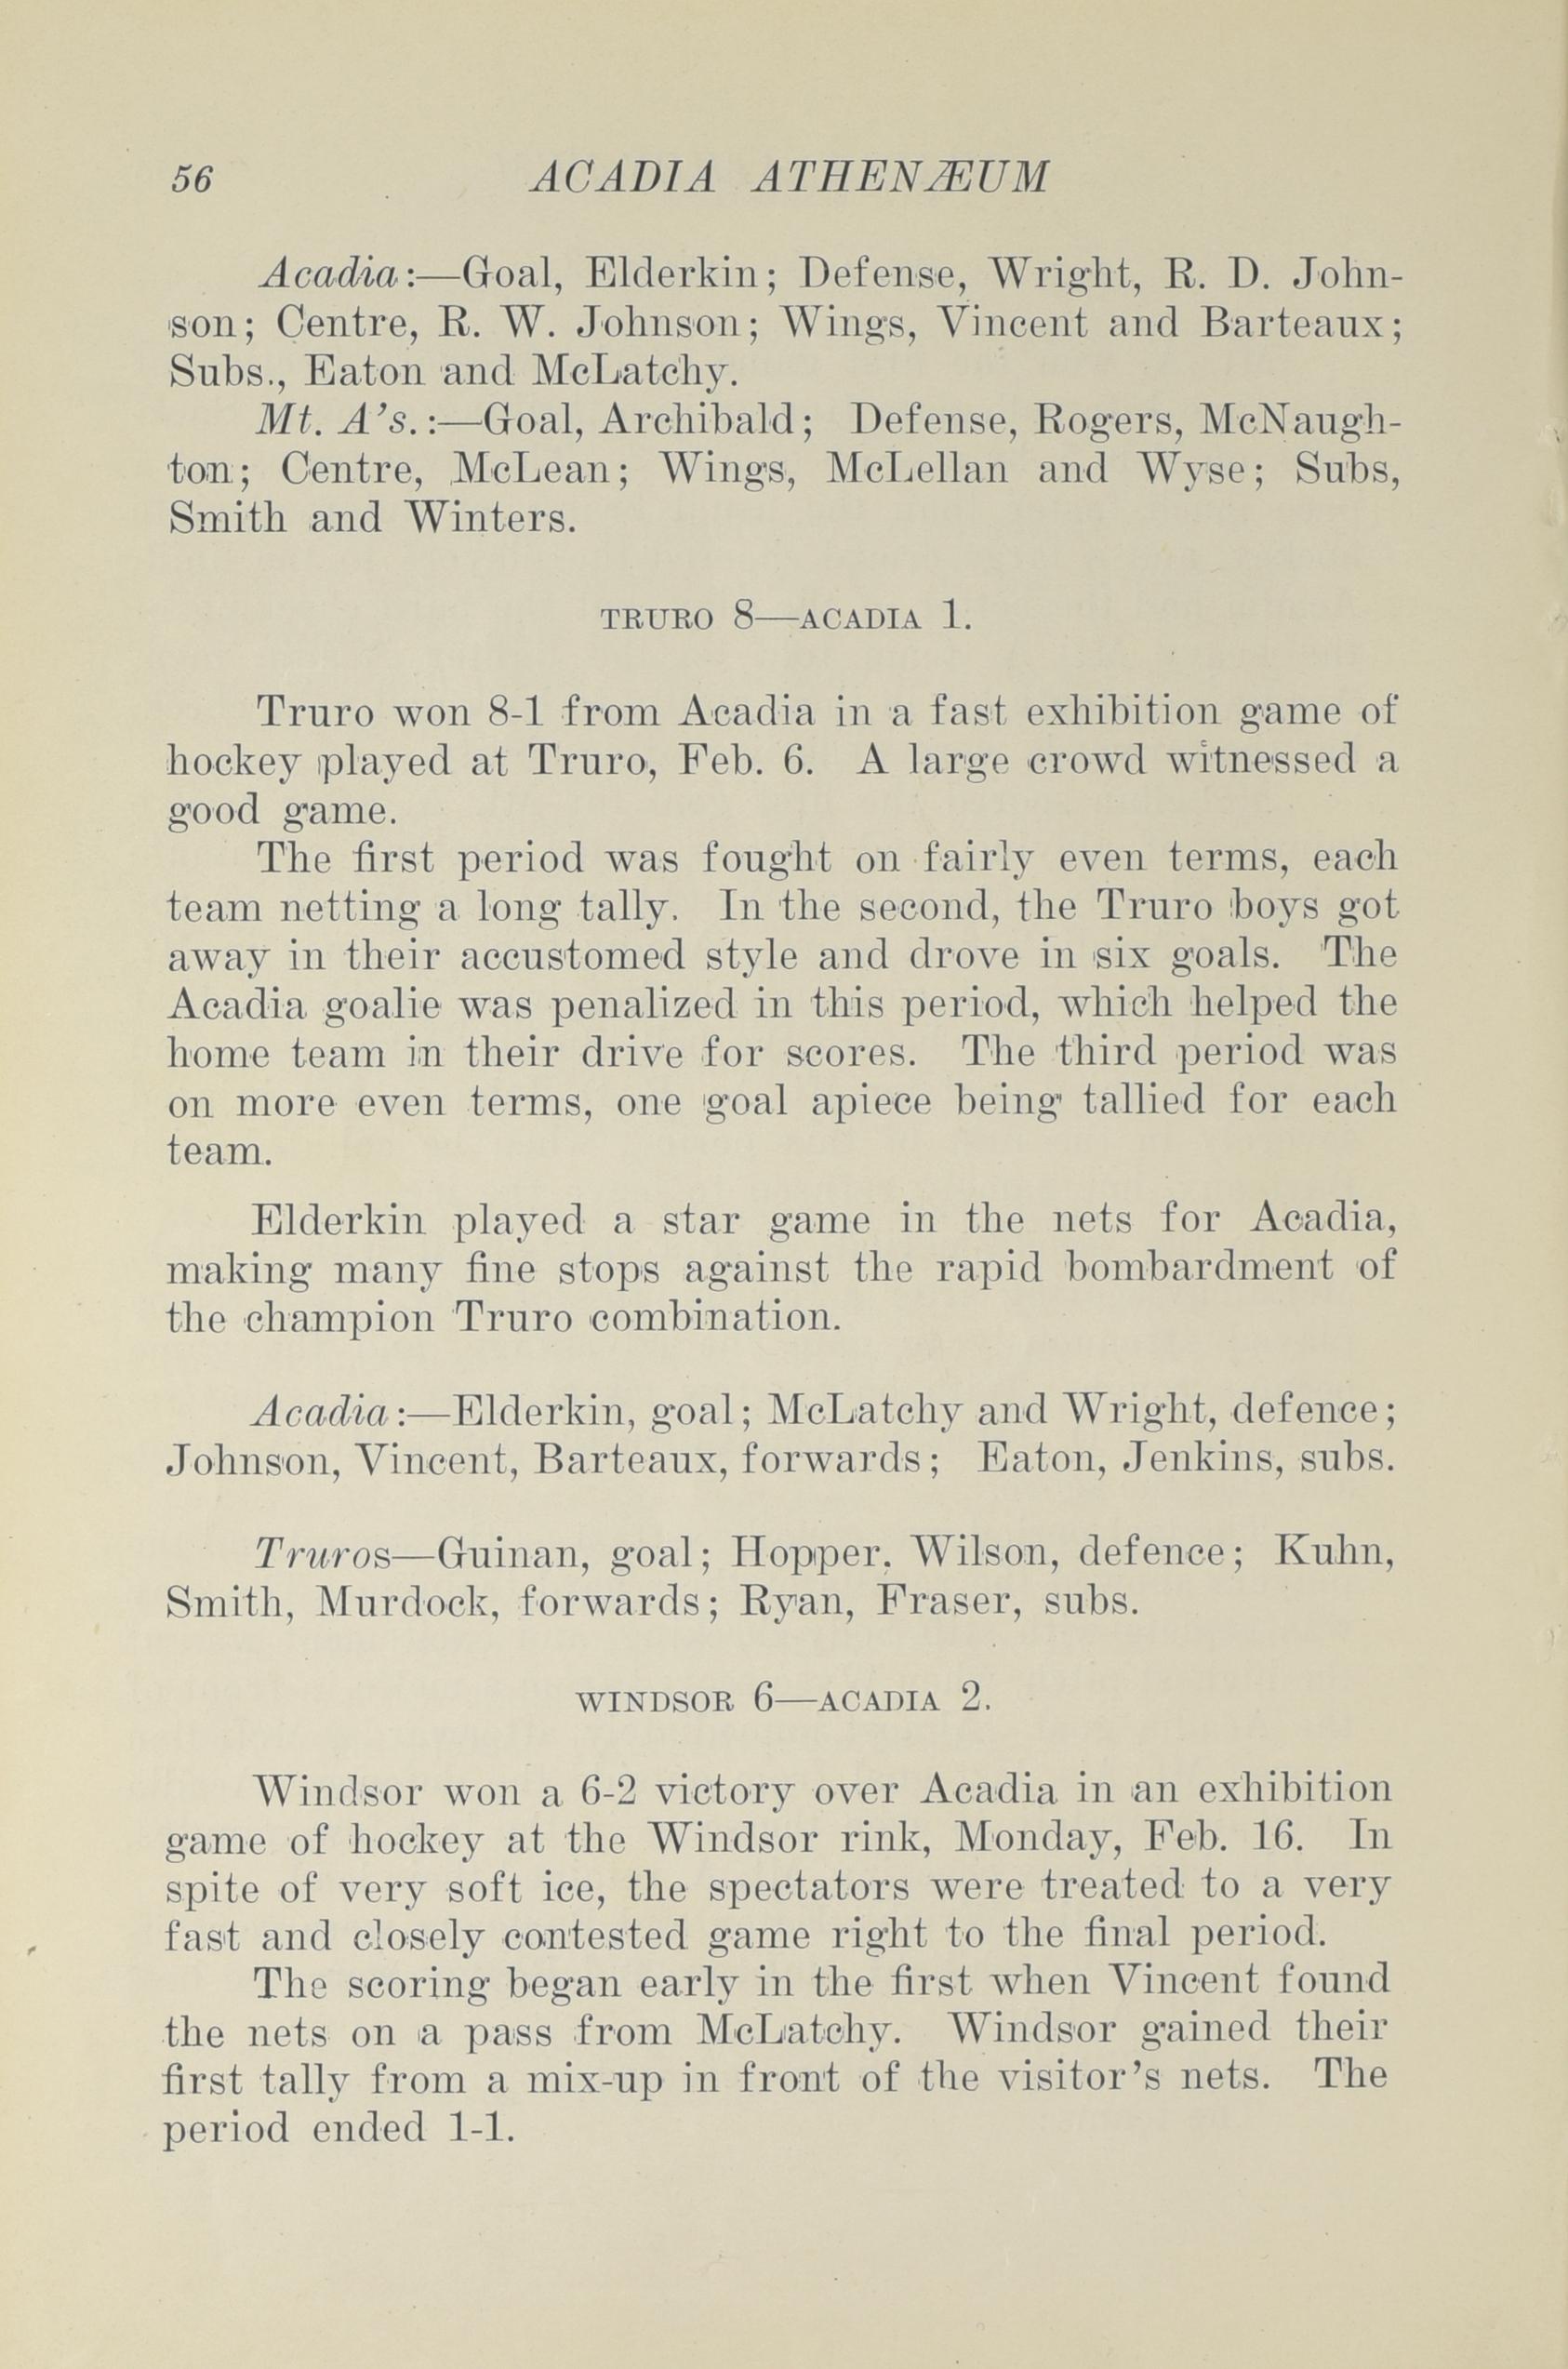 56 ACADIA ATHENÆUM
Acadia:—Goal, Elderkin; Defense, Wright, R. D. John-
son; Centre, R. W. Johnson; Wings, Vincent and Barteaux;
Subs., Eaton and McLatchy.
Mt. A's.:—Goal, Archibald; Defense, Rogers, McNaugh-
ton; Centre, McLean; Wings, McLellan and Wyse; Subs,
Smith and Winters.
TRURO 8—ACADIA 1.
Truro won 8-1 from Acadia in a fast exhibition game of
hockey played at Truro, Feb. 6. A large crowd witnessed a
good game.
The first period was fought on fairly even terms, each
team netting a long tally. In the second, the Truro boys got
away in their accustomed style and drove in six goals. The
Acadia goalie was penalized in this period, which helped the
home team in their drive for scores. The third period was
on more even terms, one goal apiece being tallied for each
team.
Elderkin played a star game in the nets for Acadia,
making many fine stops against the rapid bombardment of
the champion Truro combination.
Acadia:—Elderkin, goal; McLatchy and Wright, defence;
Johnson, Vincent, Barteaux, forwards; Eaton, Jenkins, subs.
Truros—Guinan, goal; Hopper, Wilson, defence; Kuhn,
Smith, Murdock, forwards; Ryan, Fraser, subs.
WINDSOR 6—ACADIA 2.
Windsor won a 6-2 victory over Acadia in an exhibition
game of hockey at the Windsor rink, Monday, Feb. 16. In
spite of very soft ice, the spectators were treated to a very
fast and closely contested game right to the final period.
The scoring began early in the first when Vincent found
the nets on a pass from McLatchy. Windsor gained their
first tally from a mix-up in front of the visitor's nets. The
period ended 1-1.